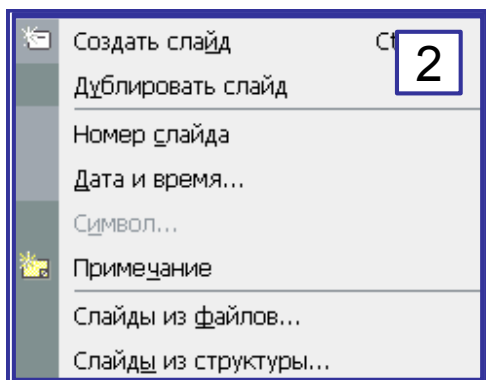 Создать слайд
2
Дублировать слайд
Номер слайда
Дата и время...
Символ...
Примечание
Слайды из файлов...
Слайды из структуры...